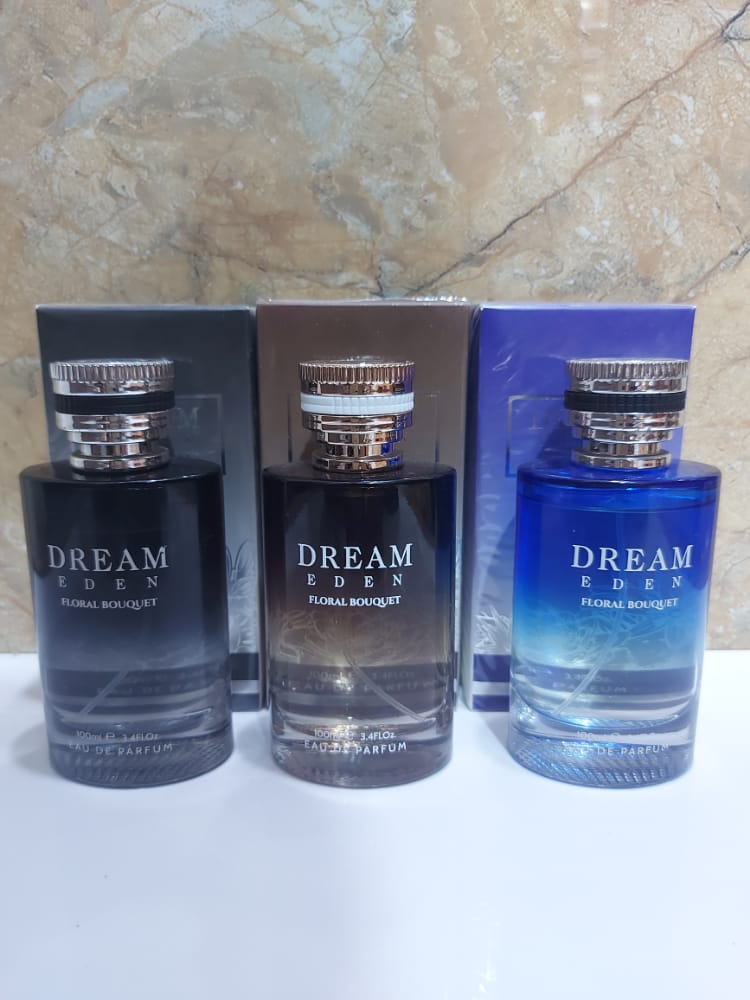 DREAM
EDEN
FLORAL BOUQUET
100ml e 3.4FLOz.
EAU DE PARFUM
DREAM
EDEN
FLORAL BOUQUET
100ml e 3.4FLOz.
EAU DE PARFUM
DREAM
EDEN
FLORAL BOUQUET
100ml
DE PARFUM